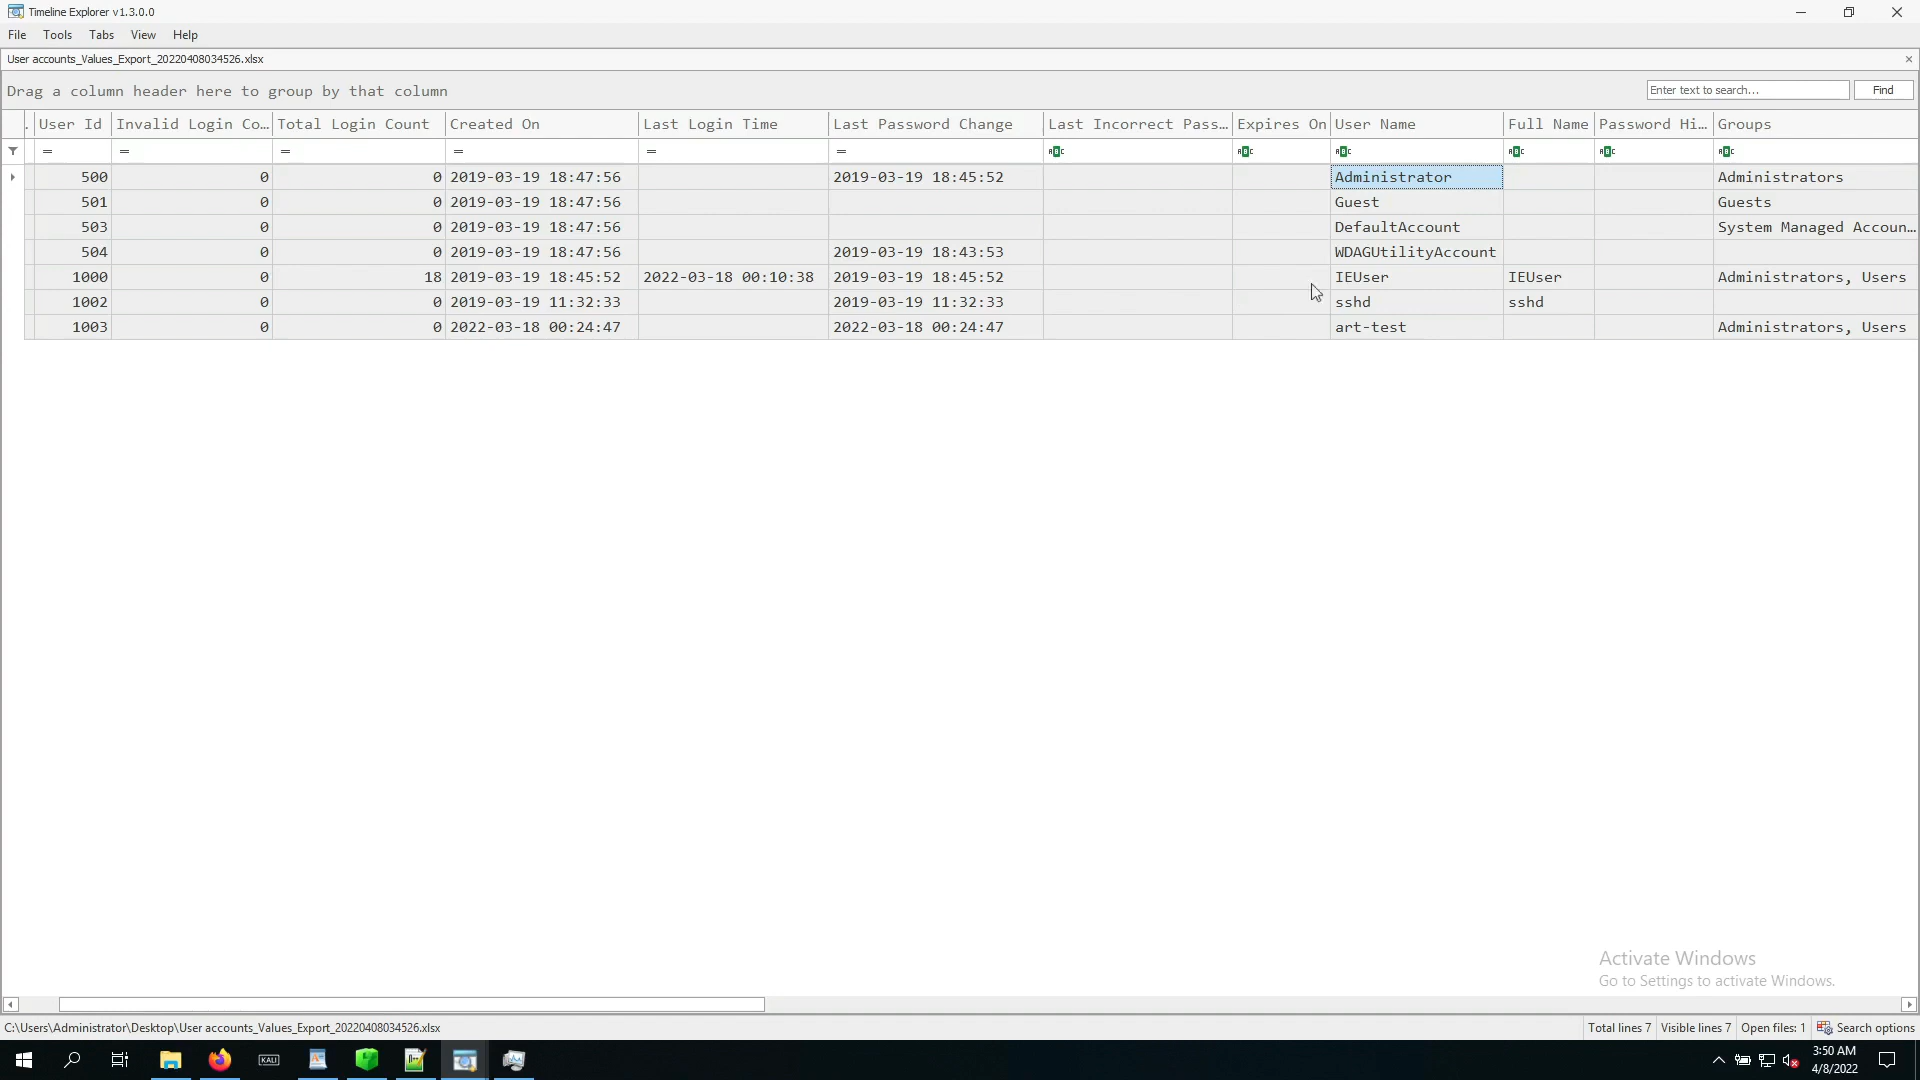 Timeline Explorer v1.3.0.0
File Tools Tabs View Help
User accounts_Values_Export_20220408034526.xlsx
Drag a column header here to group by that column
Enter text to search... Find
. User Id Invalid Login Co… Total Login Count Created On Last Login Time Last Password Change Last Incorrect Pass… Expires On User Name Full Name Password Hi… Groups
= = = = = = ABC ABC ABC ABC ABC ABC
500 0 0 2019-03-19 18:47:56 2019-03-19 18:45:52 Administrator Administrators
501 0 0 2019-03-19 18:47:56 Guest Guests
503 0 0 2019-03-19 18:47:56 DefaultAccount System Managed Accoun…
504 0 0 2019-03-19 18:47:56 2019-03-19 18:43:53 WDAGUtilityAccount
1000 0 18 2019-03-19 18:45:52 2022-03-18 00:10:38 2019-03-19 18:45:52 IEUser IEUser Administrators, Users
1002 0 0 2019-03-19 11:32:33 2019-03-19 11:32:33 sshd sshd
1003 0 0 2022-03-18 00:24:47 2022-03-18 00:24:47 art-test Administrators, Users
Activate Windows
Go to Settings to activate Windows.
C:\Users\Administrator\Desktop\User accounts_Values_Export_20220408034526.xlsx Total lines 7 Visible lines 7 Open files: 1 Search options
KALI
3:50 AM
4/8/2022